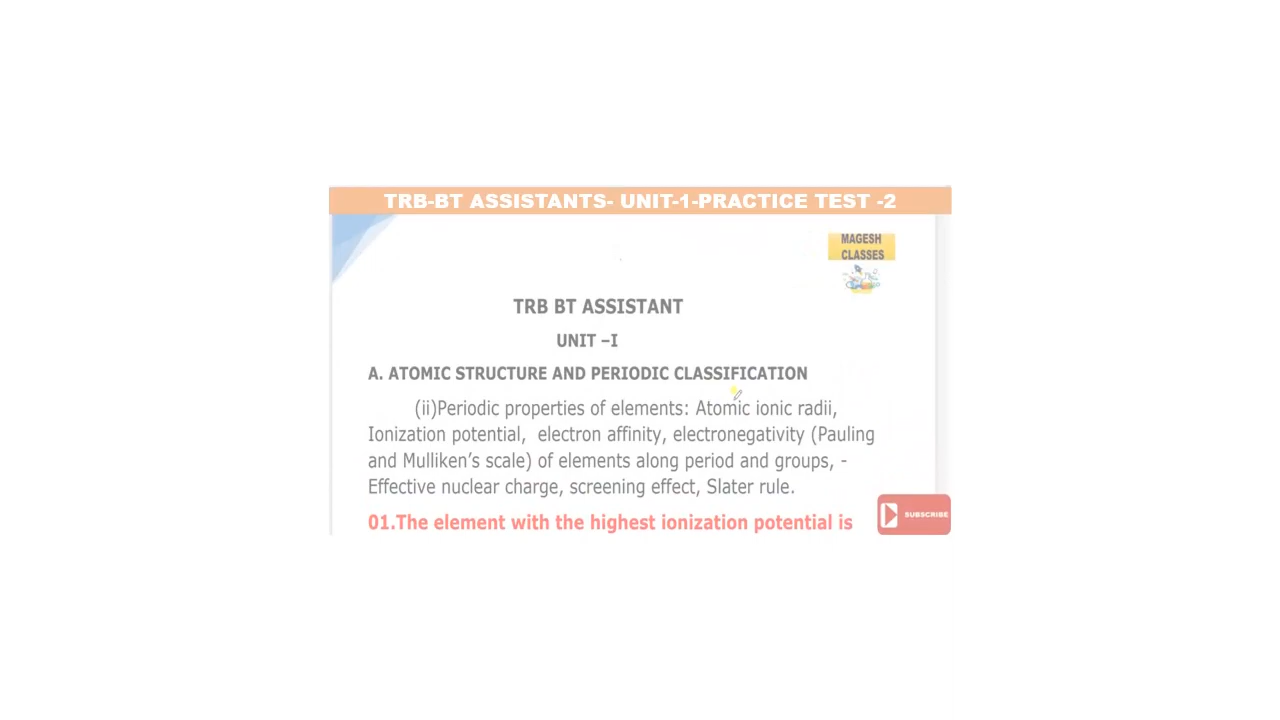 TRB-BT ASSISTANTS- UNIT-1-PRACTICE TEST -2
MAGESH
CLASSES
TRB BT ASSISTANT
UNIT –I
A. ATOMIC STRUCTURE AND PERIODIC CLASSIFICATION
(ii)Periodic properties of elements: Atomic ionic radii,
Ionization potential, electron affinity, electronegativity (Pauling
and Mulliken’s scale) of elements along period and groups, -
Effective nuclear charge, screening effect, Slater rule.
01.The element with the highest ionization potential is
SUBSCRIBE